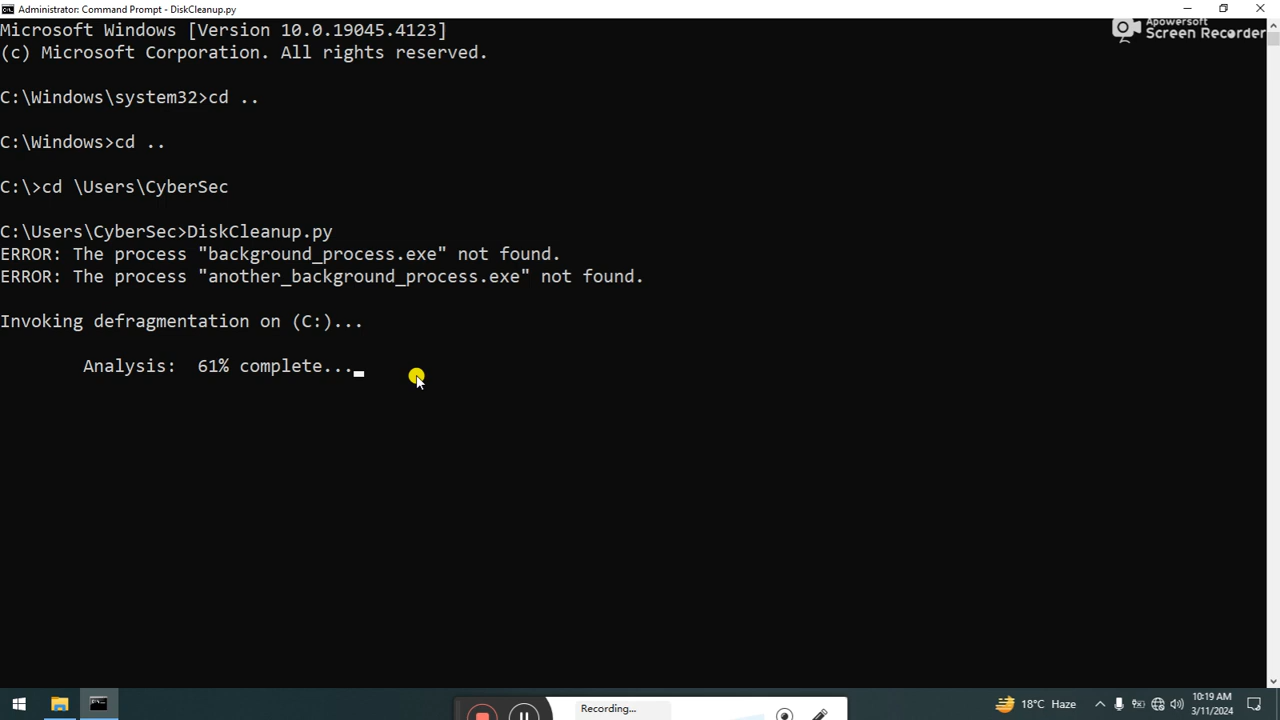 Administrator: Command Prompt - DiskCleanup.py
Microsoft Windows [Version 10.0.19045.4123]
(c) Microsoft Corporation. All rights reserved.
Apowersoft
Screen Recorder
C:\Windows\system32>cd ..
C:\Windows>cd ..
C:\>cd \Users\CyberSec
C:\Users\CyberSec>DiskCleanup.py
ERROR: The process "background_process.exe" not found.
ERROR: The process "another_background_process.exe" not found.
Invoking defragmentation on (C:)...
Analysis:  61% complete...
Recording...
18°C Haze
10:19 AM
3/11/2024